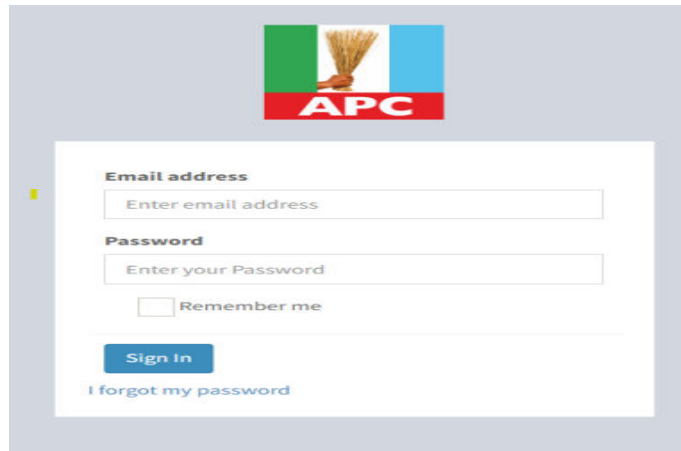 APC
Email address
Enter email address
Password
Enter your Password
Remember me
Sign In
I forgot my password